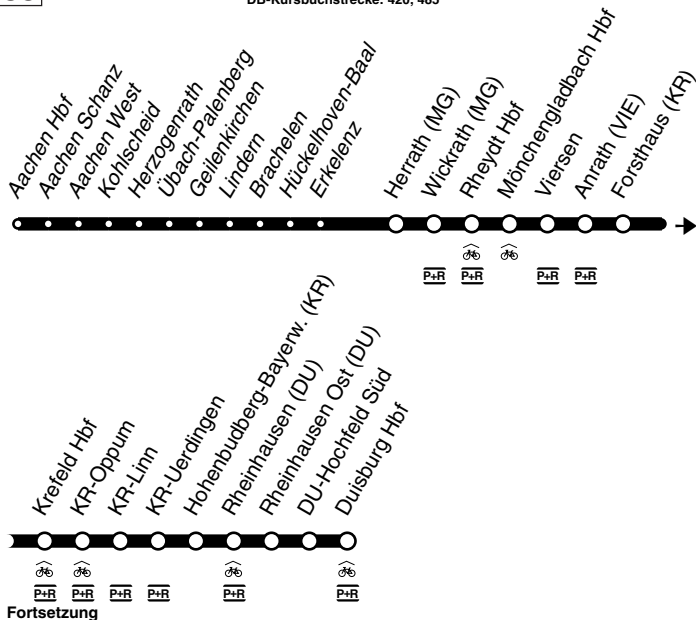 DB-Kursbuchstrecke: 420, 485
Aachen Hbf
Aachen Schanz
Aachen West
Kohlscheid
Herzogenrath
Übach-Palenberg
Geilenkirchen
Lindern
Brachelen
Hückelhoven-Baal
Erkelenz
Herrath (MG)
Wickrath (MG)
Rheydt Hbf
Mönchengladbach Hbf
Viersen
Anrath (VIE)
Forsthaus (KR)
P+R P+R P+R P+R
Krefeld Hbf
KR-Oppum
KR-Linn
KR-Uerdingen
Hohenbudberg-Bayerw. (KR)
Rheinhausen (DU)
Rheinhausen Ost (DU)
DU-Hochfeld Süd
Duisburg Hbf
P+R P+R P+R P+R P+R P+R
Fortsetzung